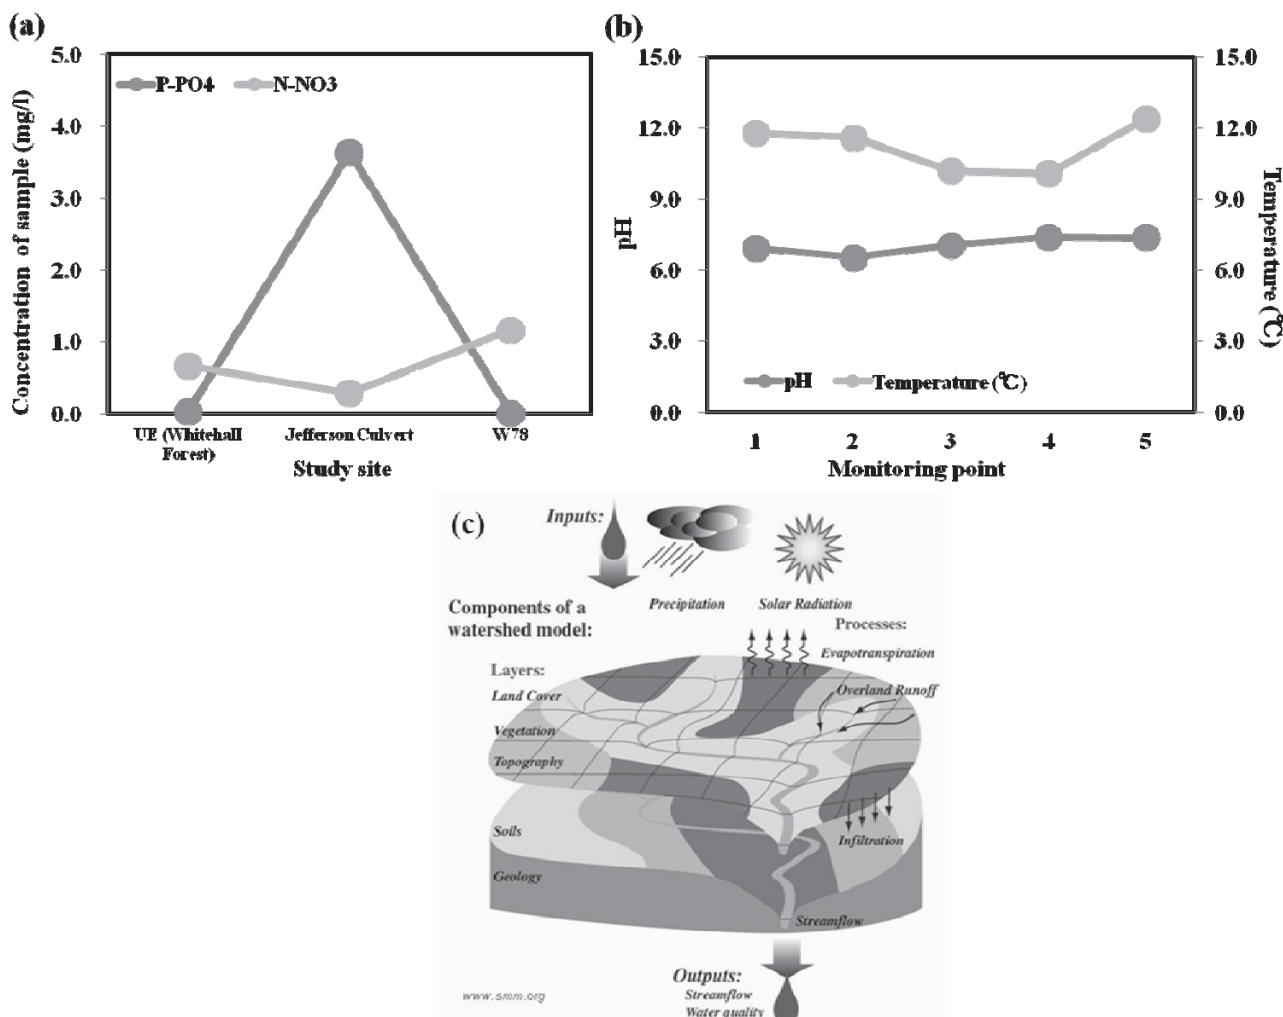 (a)
5.0
4.0
3.0
2.0
1.0
0.0
Concentration of sample (mg/l)
P-PO4
N-NO3
UE (Whitehall
Forest)
Jefferson Culvert
W78
Study site
(b)
15.0
12.0
9.0
6.0
3.0
0.0
pH
pH
Temperature (℃)
15.0
12.0
9.0
6.0
3.0
0.0
Temperature (℃)
1 2 3 4 5
Monitoring point
(c)
Inputs:
Precipitation
Solar Radiation
Components of a
watershed model:
Processes:
Evapotranspiration
Layers:
Land Cover
Overland Runoff
Vegetation
Topography
Soils
Infiltration
Geology
Streamflow
Outputs:
Streamflow
Water quality
www.smm.org